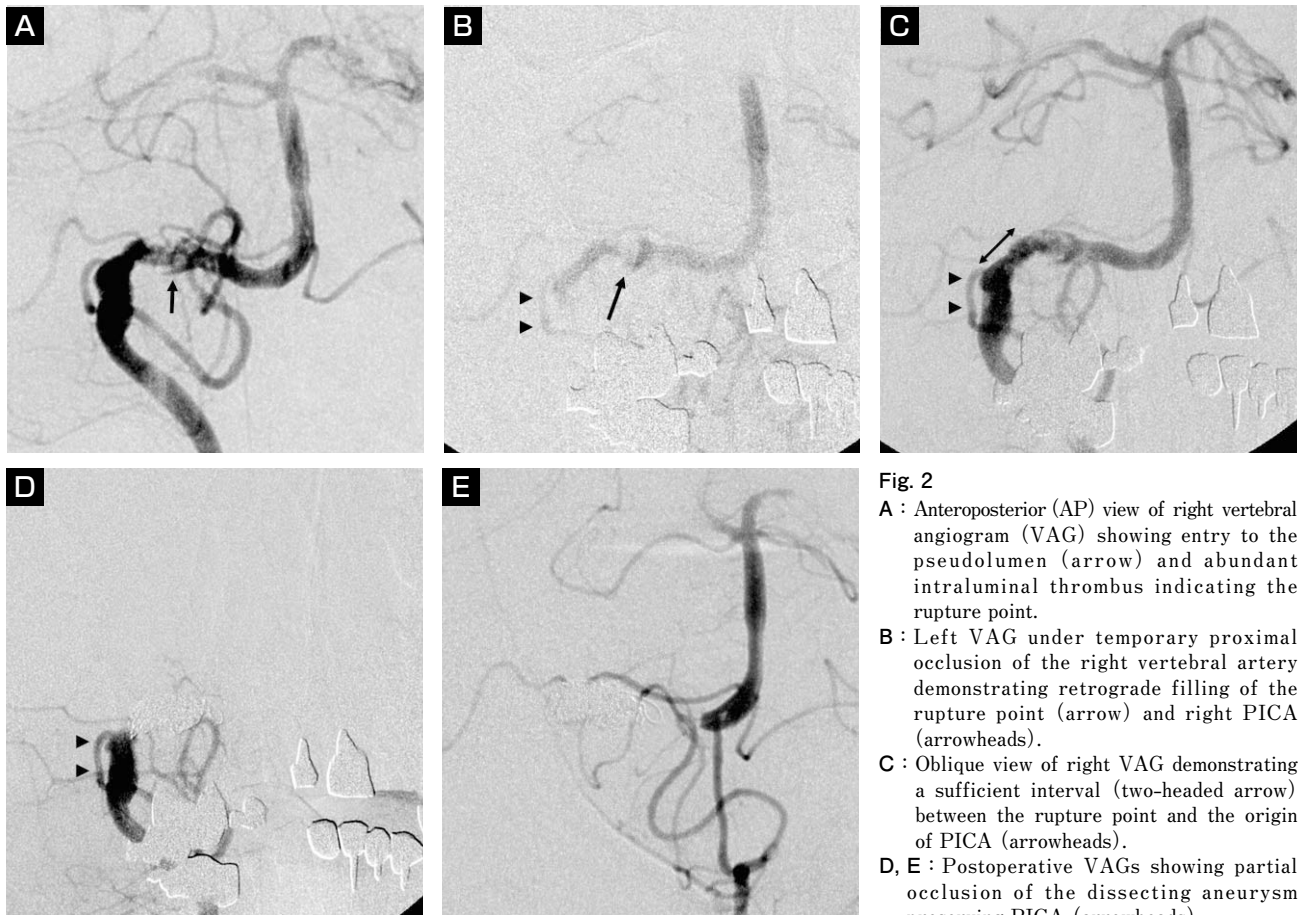 A
B
C
D
E
Fig. 2
A : Anteroposterior (AP) view of right vertebral
angiogram (VAG) showing entry to the
pseudolumen (arrow) and abundant
intraluminal thrombus indicating the
rupture point.
B : Left VAG under temporary proximal
occlusion of the right vertebral artery
demonstrating retrograde filling of the
rupture point (arrow) and right PICA
(arrowheads).
C : Oblique view of right VAG demonstrating
a sufficient interval (two-headed arrow)
between the rupture point and the origin
of PICA (arrowheads).
D, E : Postoperative VAGs showing partial
occlusion of the dissecting aneurysm
preserving PICA (arrowheads).